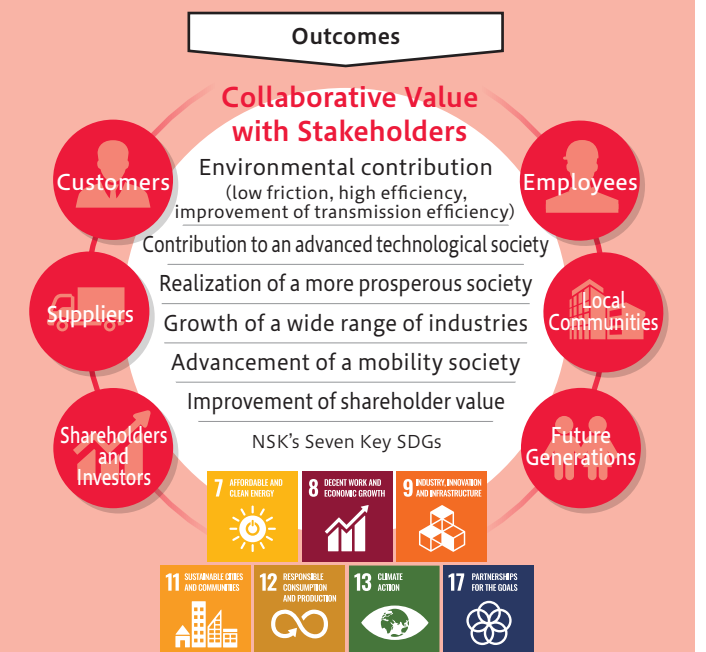 Outcomes
Collaborative Value
with Stakeholders
Environmental contribution
(low friction, high efficiency,
improvement of transmission efficiency)
Contribution to an advanced technological society
Realization of a more prosperous society
Growth of a wide range of industries
Advancement of a mobility society
Improvement of shareholder value
NSK's Seven Key SDGs
Customers
Suppliers
Shareholders
and
Investors
Employees
Local
Communities
Future
Generations
7 AFFORDABLE AND
CLEAN ENERGY
8 DECENT WORK AND
ECONOMIC GROWTH
9 INDUSTRY, INNOVATION
AND INFRASTRUCTURE
11 SUSTAINABLE CITIES
AND COMMUNITIES
12 RESPONSIBLE
CONSUMPTION
AND PRODUCTION
13 CLIMATE
ACTION
17 PARTNERSHIPS
FOR THE GOALS